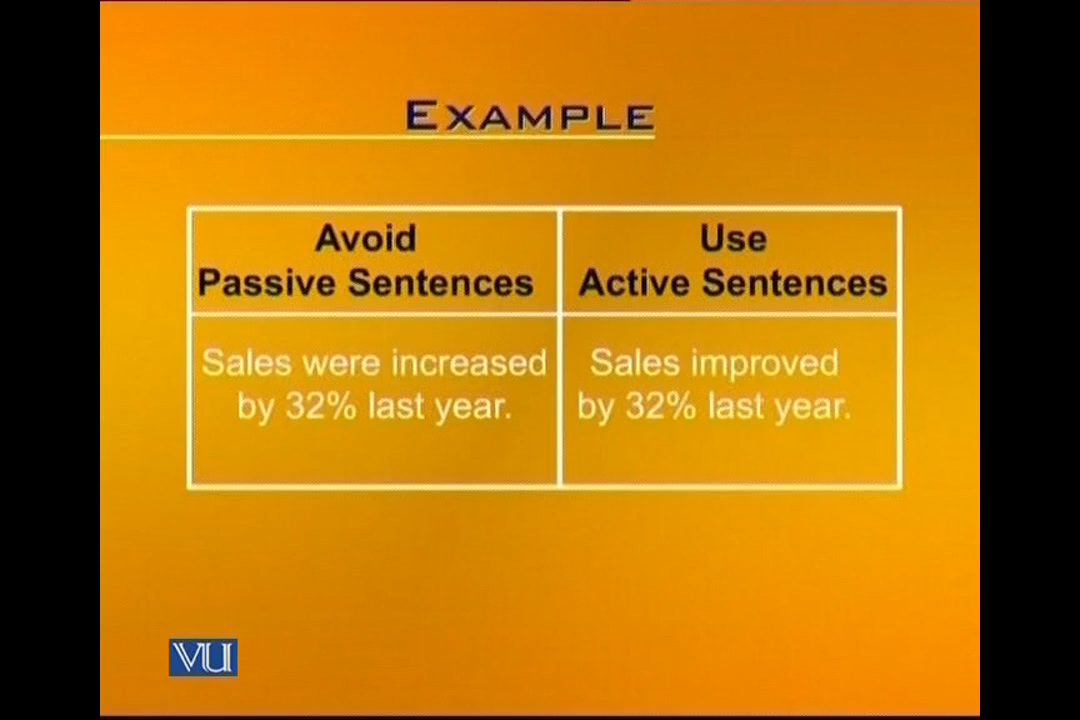 EXAMPLE
Avoid
Passive Sentences
Use
Active Sentences
Sales were increased
by 32% last year.
Sales improved
by 32% last year.
VU